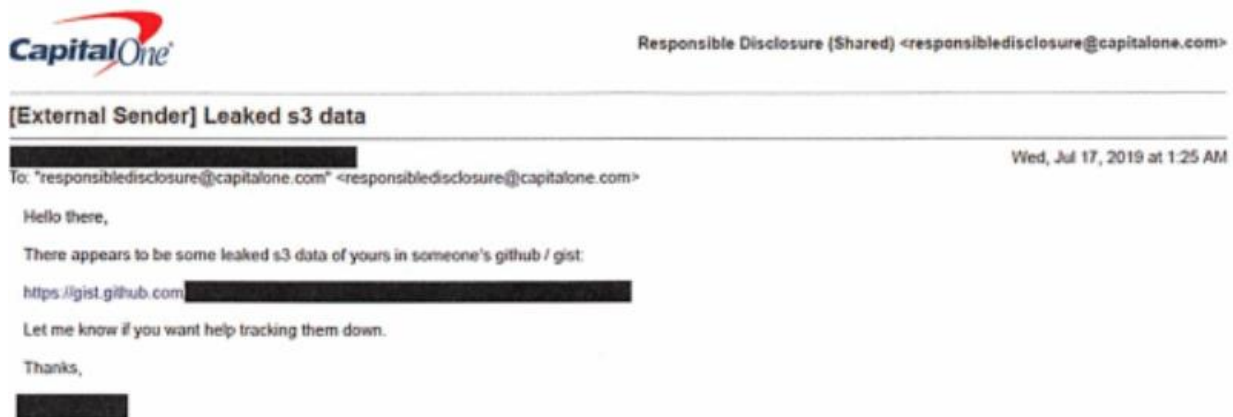 CapitalOne
Responsible Disclosure (Shared) <responsibledisclosure@capitalone.com>
[External Sender] Leaked s3 data
Wed, Jul 17, 2019 at 1:25 AM
To: "responsibledisclosure@capitalone.com" <responsibledisclosure@capitalone.com>
Hello there,
There appears to be some leaked s3 data of yours in someone's github / gist:
https://gist.github.com
Let me know if you want help tracking them down.
Thanks,